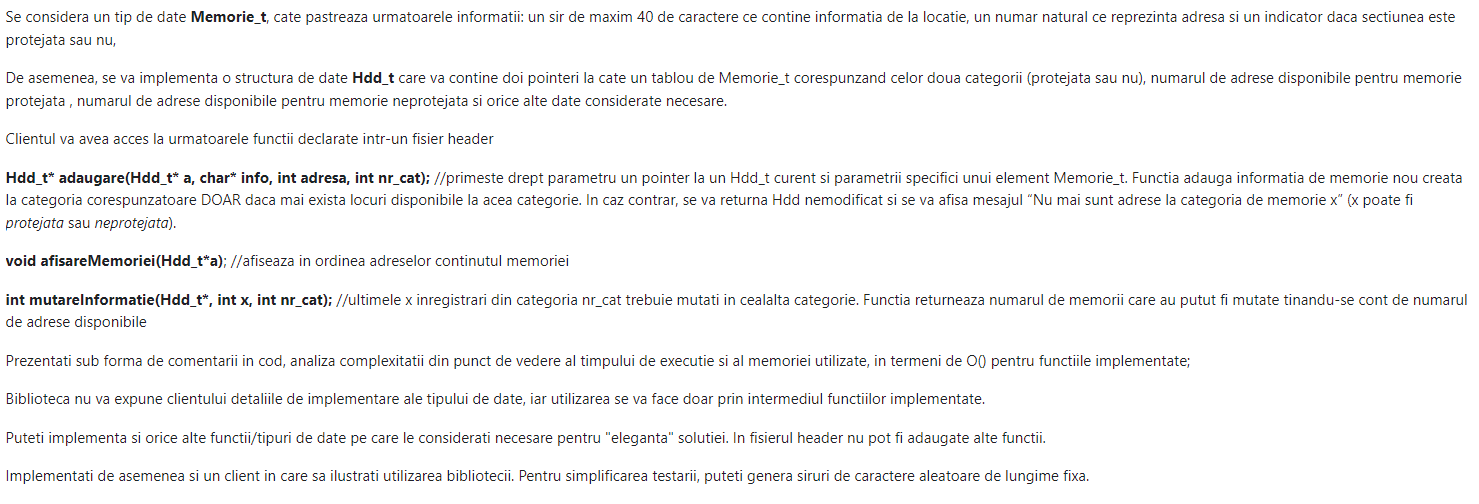 Se considera un tip de date Memorie_t, cate pastreaza urmatoarele informatii: un sir de maxim 40 de caractere ce contine informatia de la locatie, un numar natural ce reprezinta adresa si un indicator daca sectiunea este
protejata sau nu,
De asemenea, se va implementa o structura de date Hdd_t care va contine doi pointeri la cate un tablou de Memorie_t corespunzand celor doua categorii (protejata sau nu), numarul de adrese disponibile pentru memorie
protejata , numarul de adrese disponibile pentru memorie neprotejata si orice alte date considerate necesare.
Clientul va avea acces la urmatoarele functii declarate intr-un fisier header
Hdd_t* adaugare(Hdd_t* a, char* info, int adresa, int nr_cat); //primeste drept parametru un pointer la un Hdd_t curent si parametrii specifici unui element Memorie_t. Functia adauga informatia de memorie nou creata
la categoria corespunzatoare DOAR daca mai exista locuri disponibile la acea categorie. In caz contrar, se va returna Hdd nemodificat si se va afisa mesajul “Nu mai sunt adrese la categoria de memorie x” (x poate fi
protejata sau neprotejata).
void afisareMemoriei(Hdd_t*a); //afiseaza in ordinea adreselor continutul memoriei
int mutareInformatie(Hdd_t*, int x, int nr_cat); //ultimele x inregistrari din categoria nr_cat trebuie mutati in cealalta categorie. Functia returneaza numarul de memorii care au putut fi mutate tinandu-se cont de numarul
de adrese disponibile
Prezentati sub forma de comentarii in cod, analiza complexitatii din punct de vedere al timpului de executie si al memoriei utilizate, in termeni de O() pentru functiile implementate;
Biblioteca nu va expune clientului detaliile de implementare ale tipului de date, iar utilizarea se va face doar prin intermediul functiilor implementate.
Puteti implementa si orice alte functii/tipuri de date pe care le considerati necesare pentru "eleganta" solutiei. In fisierul header nu pot fi adaugate alte functii.
Implementati de asemenea si un client in care sa ilustrati utilizarea bibliotecii. Pentru simplificarea testarii, puteti genera siruri de caractere aleatoare de lungime fixa.